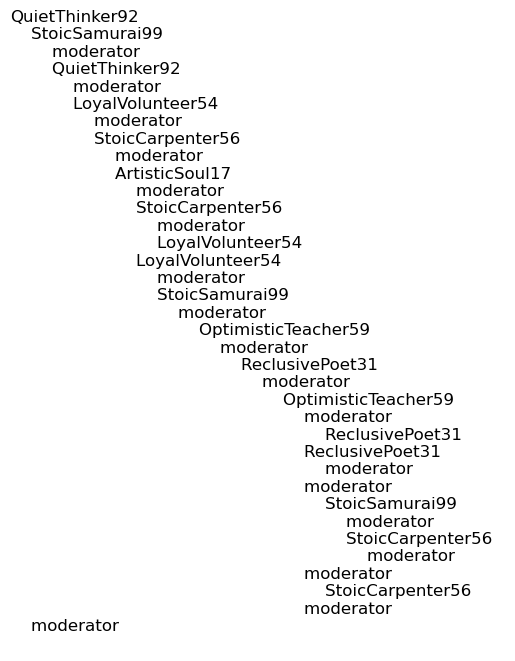 QuietThinker92
StoicSamurai99
moderator
QuietThinker92
moderator
LoyalVolunteer54
moderator
StoicCarpenter56
moderator
ArtisticSoul17
moderator
StoicCarpenter56
moderator
LoyalVolunteer54
LoyalVolunteer54
moderator
StoicSamurai99
moderator
OptimisticTeacher59
moderator
ReclusivePoet31
moderator
OptimisticTeacher59
moderator
ReclusivePoet31
ReclusivePoet31
moderator
moderator
StoicSamurai99
moderator
StoicCarpenter56
moderator
moderator
StoicCarpenter56
moderator
moderator